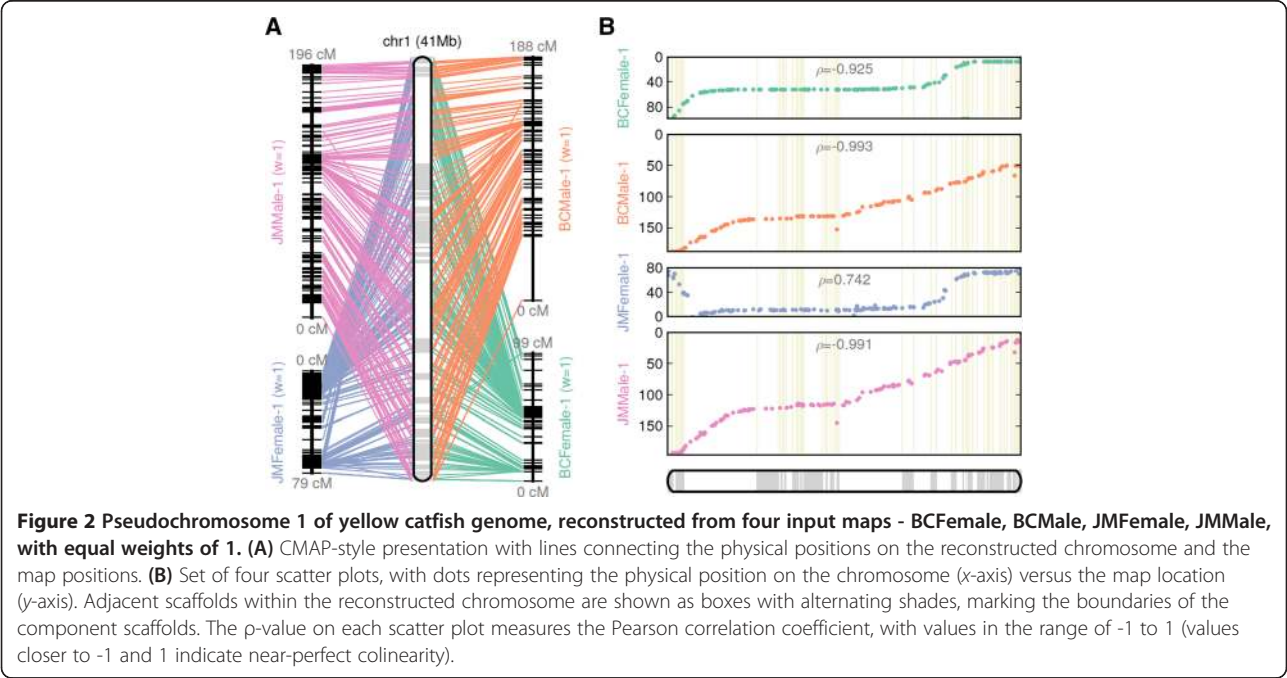 A
196 cM
chr1 (41Mb)
188 cM
JMMale-1 (w=1)
BCMale-1 (w=1)
0 cM
0 cM
0 cM
99 cM
JMFemale-1 (w=1)
BCFemale-1 (w=1)
79 cM
0 cM
B
BCFemale-1
0
40
80
ρ=-0.925
BCMale-1
0
50
100
150
ρ=-0.993
JMFemale-1
80
40
0
ρ=0.742
JMMale-1
0
50
100
150
ρ=-0.991
Figure 2 Pseudochromosome 1 of yellow catfish genome, reconstructed from four input maps - BCFemale, BCMale, JMFemale, JMMale,
with equal weights of 1. (A) CMAP-style presentation with lines connecting the physical positions on the reconstructed chromosome and the
map positions. (B) Set of four scatter plots, with dots representing the physical position on the chromosome (x-axis) versus the map location
(y-axis). Adjacent scaffolds within the reconstructed chromosome are shown as boxes with alternating shades, marking the boundaries of the
component scaffolds. The ρ-value on each scatter plot measures the Pearson correlation coefficient, with values in the range of -1 to 1 (values
closer to -1 and 1 indicate near-perfect colinearity).